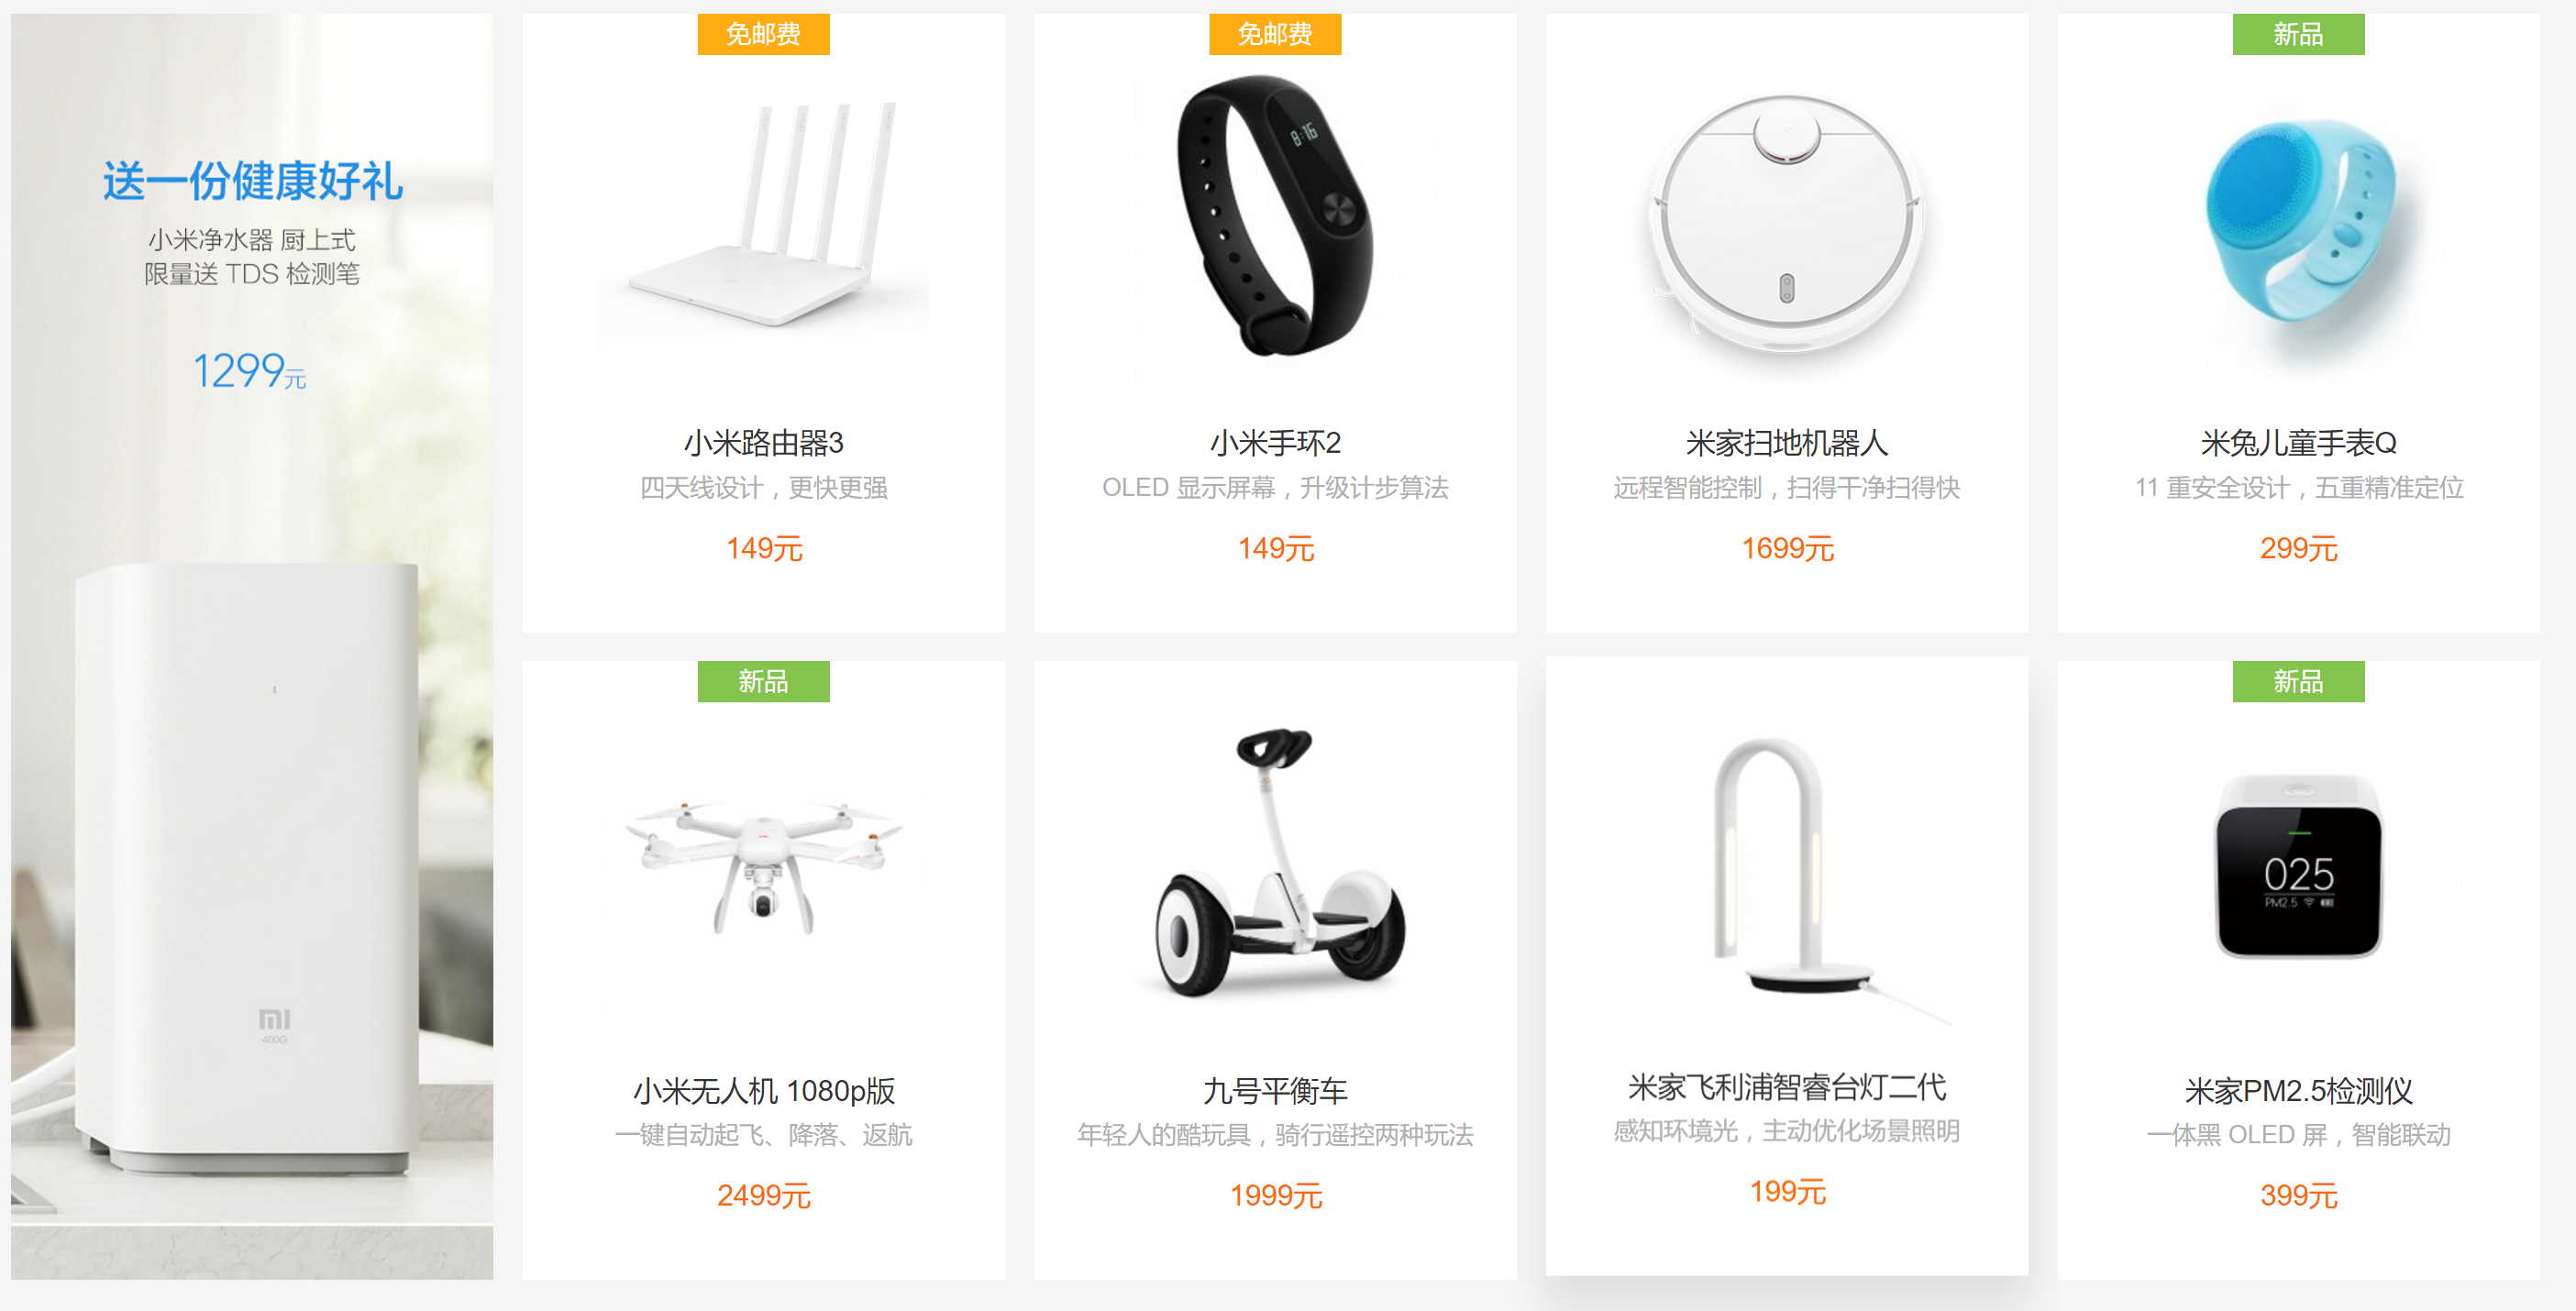 送一份健康好礼
小米净水器 厨上式
限量送 TDS 检测笔
1299元
mi
400G
免邮费
8:16
小米路由器3
四天线设计，更快更强
149元
免邮费
小米手环2
OLED 显示屏幕，升级计步算法
149元
米家扫地机器人
远程智能控制，扫得干净扫得快
1699元
新品
米兔儿童手表Q
11 重安全设计，五重精准定位
299元
新品
小米无人机 1080p版
一键自动起飞、降落、返航
2499元
九号平衡车
年轻人的酷玩具，骑行遥控两种玩法
1999元
米家飞利浦智睿台灯二代
感知环境光，主动优化场景照明
199元
新品
025
PM2.5
米家PM2.5检测仪
一体黑 OLED 屏，智能联动
399元